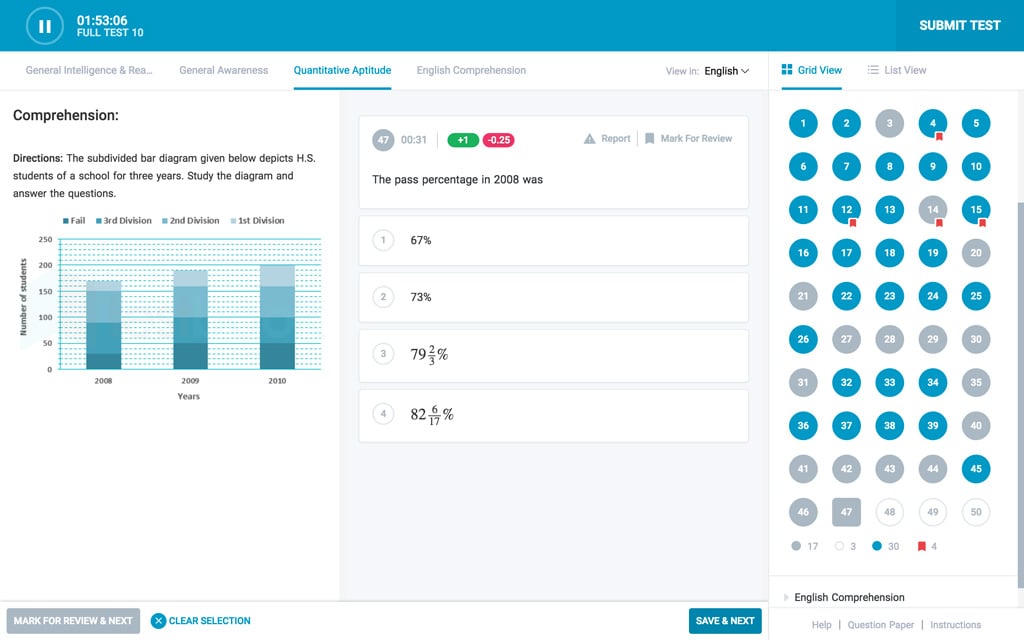 01:53:06
FULL TEST 10
SUBMIT TEST
General Intelligence & Rea...
General Awareness
Quantitative Aptitude
English Comprehension
View in: English
Grid View
List View
Comprehension:
Directions: The subdivided bar diagram given below depicts H.S.
students of a school for three years. Study the diagram and
answer the questions.
Fail 3rd Division 2nd Division 1st Division
Number of students
250
200
150
100
50
0
2008 2009 2010
Years
47 00:31 +1 -0.25 Report Mark For Review
The pass percentage in 2008 was
1 67%
2 73%
3 79 2/3 %
4 82 6/17 %
1 2 3 4 5
6 7 8 9 10
11 12 13 14 15
16 17 18 19 20
21 22 23 24 25
26 27 28 29 30
31 32 33 34 35
36 37 38 39 40
41 42 43 44 45
46 47 48 49 50
17 3 30 4
English Comprehension
MARK FOR REVIEW & NEXT
CLEAR SELECTION
SAVE & NEXT
Help | Question Paper | Instructions